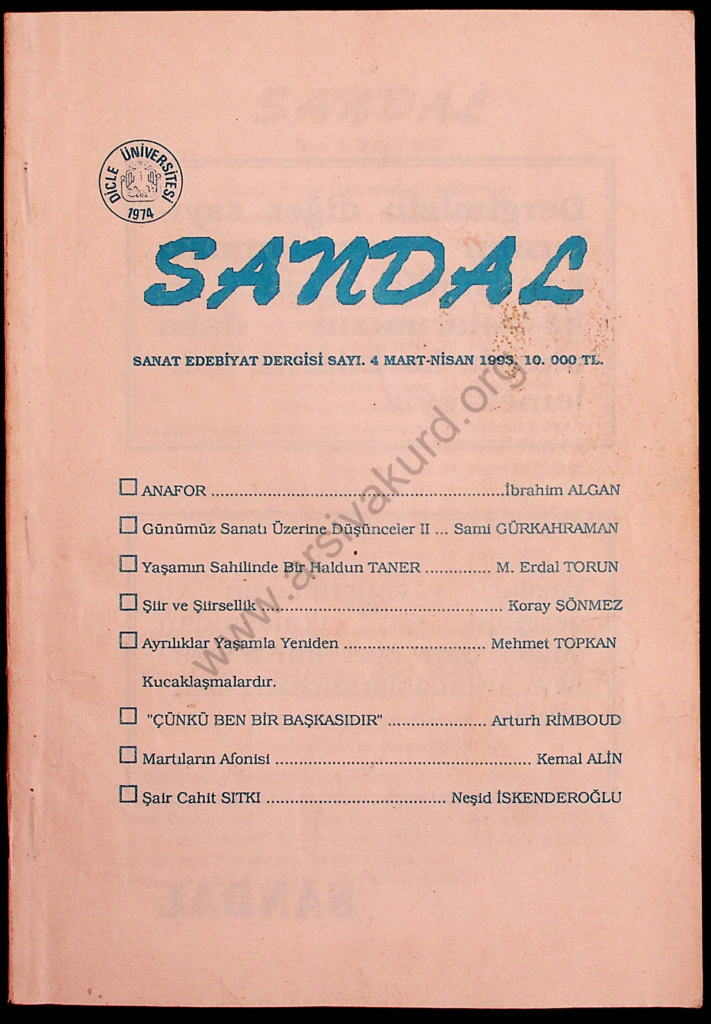 DİCLE ÜNİVERSİTESİ
1974
SANDAL
SANAT EDEBİYAT DERGİSİ SAYI. 4 MART-NİSAN 1993. 10. 000 TL.
ANAFOR ........................................................İbrahim ALGAN
Günümüz Sanatı Üzerine Düşünceler II ... Sami GÜRKAHRAMAN
Yaşamın Sahilinde Bir Haldun TANER ............. M. Erdal TORUN
Şiir ve Şiirsellik ................................................ Koray SÖNMEZ
Ayrılıklar Yaşamla Yeniden ........................... Mehmet TOPKAN
Kucaklaşmalardır.
"ÇÜNKÜ BEN BİR BAŞKASIDIR" ................... Arturh RİMBOUD
Martıların Afonisi ................................................. Kemal ALİN
Şair Cahit SITKI .................................. Neşid İSKENDEROĞLU
www.arsivakurd.org